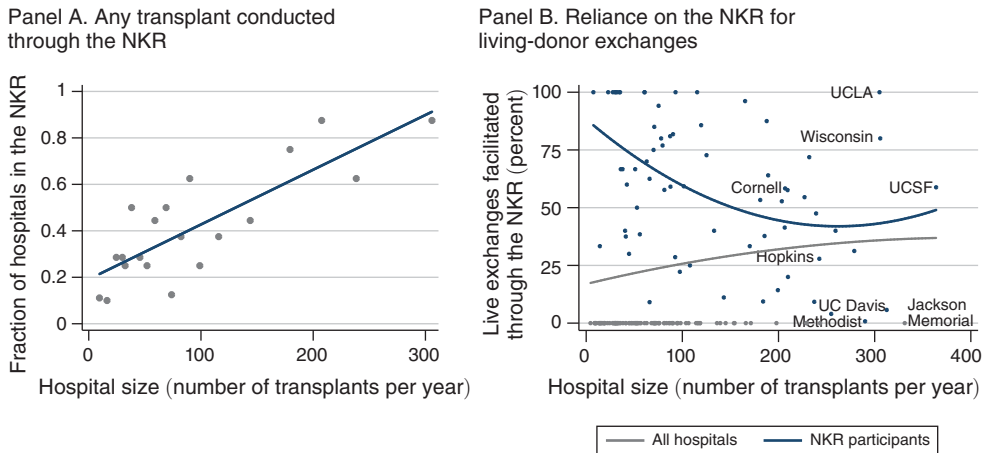 Panel A. Any transplant conducted
through the NKR
Fraction of hospitals in the NKR
1
0.8
0.6
0.4
0.2
0
0
100
200
300
Hospital size (number of transplants per year)
Panel B. Reliance on the NKR for
living-donor exchanges
Live exchanges facilitated
through the NKR (percent)
100
75
50
25
0
UCLA
Wisconsin
Cornell
UCSF
Hopkins
UC Davis
Jackson
Memorial
Methodist
0
100
200
300
400
Hospital size (number of transplants per year)
All hospitals
NKR participants